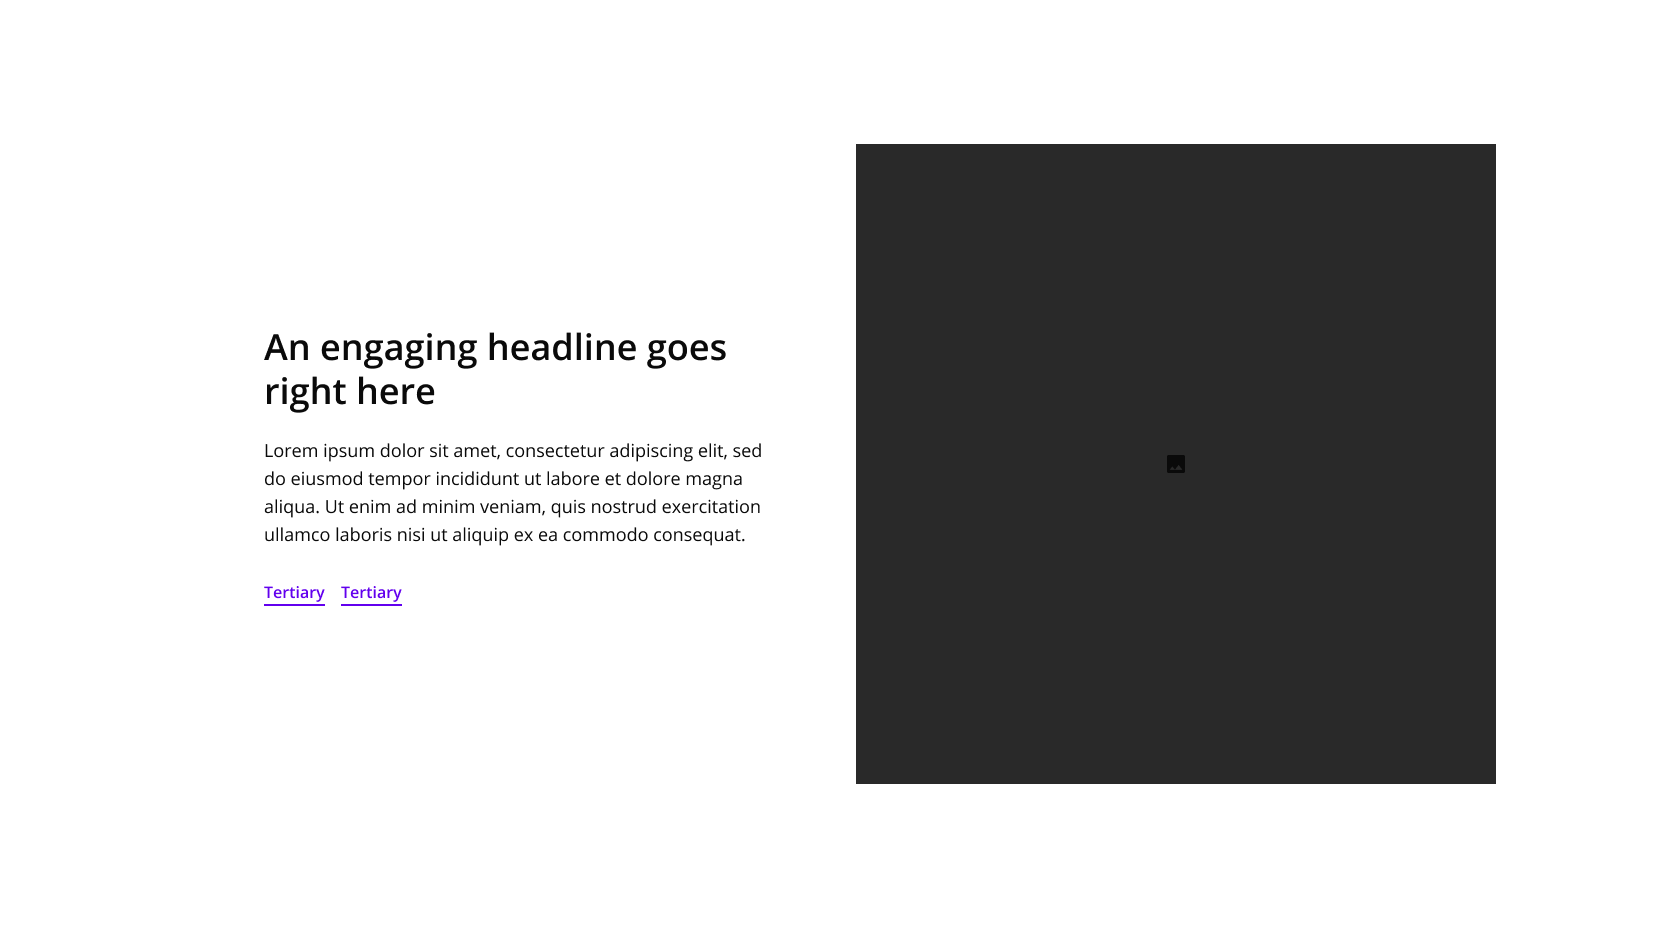 An engaging headline goes
right here
Lorem ipsum dolor sit amet, consectetur adipiscing elit, sed
do eiusmod tempor incididunt ut labore et dolore magna
aliqua. Ut enim ad minim veniam, quis nostrud exercitation
ullamco laboris nisi ut aliquip ex ea commodo consequat.
Tertiary Tertiary